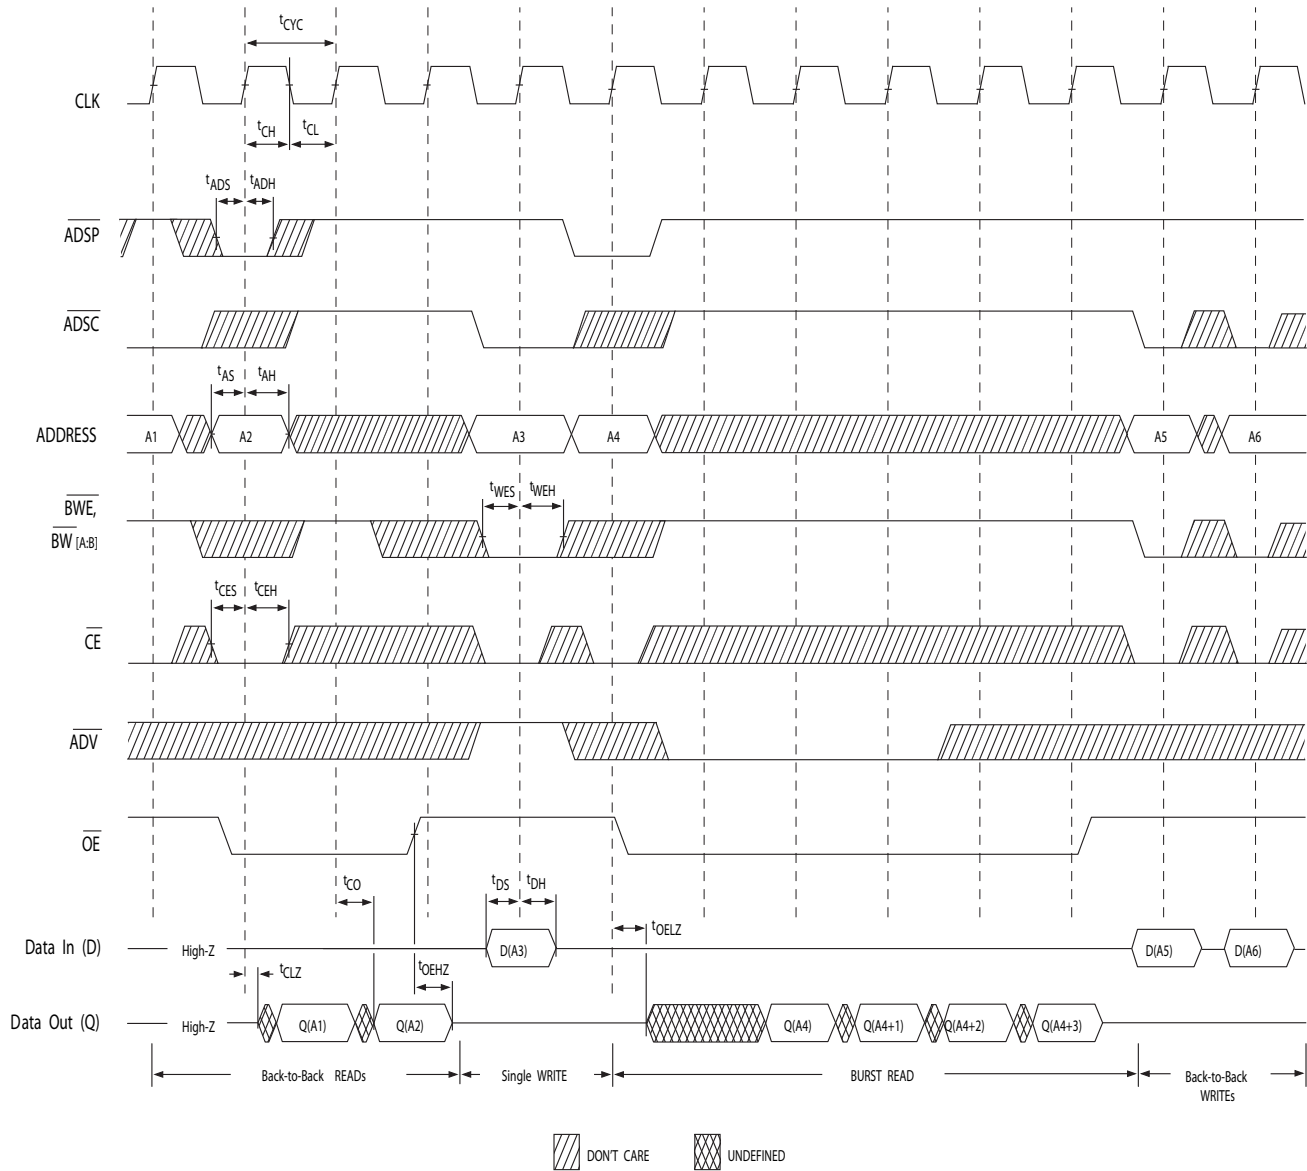 tCYC
CLK
tCH tCL
tADS tADH
ADSP
ADSC
tAS tAH
ADDRESS A1 A2 A3 A4 A5 A6
tWES tWEH
BWE,
BW [A:B]
tCES tCEH
CE
ADV
OE
tCO tDS tDH
tOELZ
Data In (D) High-Z D(A3) D(A5) D(A6)
tCLZ tOEHZ
Data Out (Q) High-Z Q(A1) Q(A2) Q(A4) Q(A4+1) Q(A4+2) Q(A4+3)
Back-to-Back READs Single WRITE BURST READ Back-to-Back
WRITEs
DON'T CARE UNDEFINED